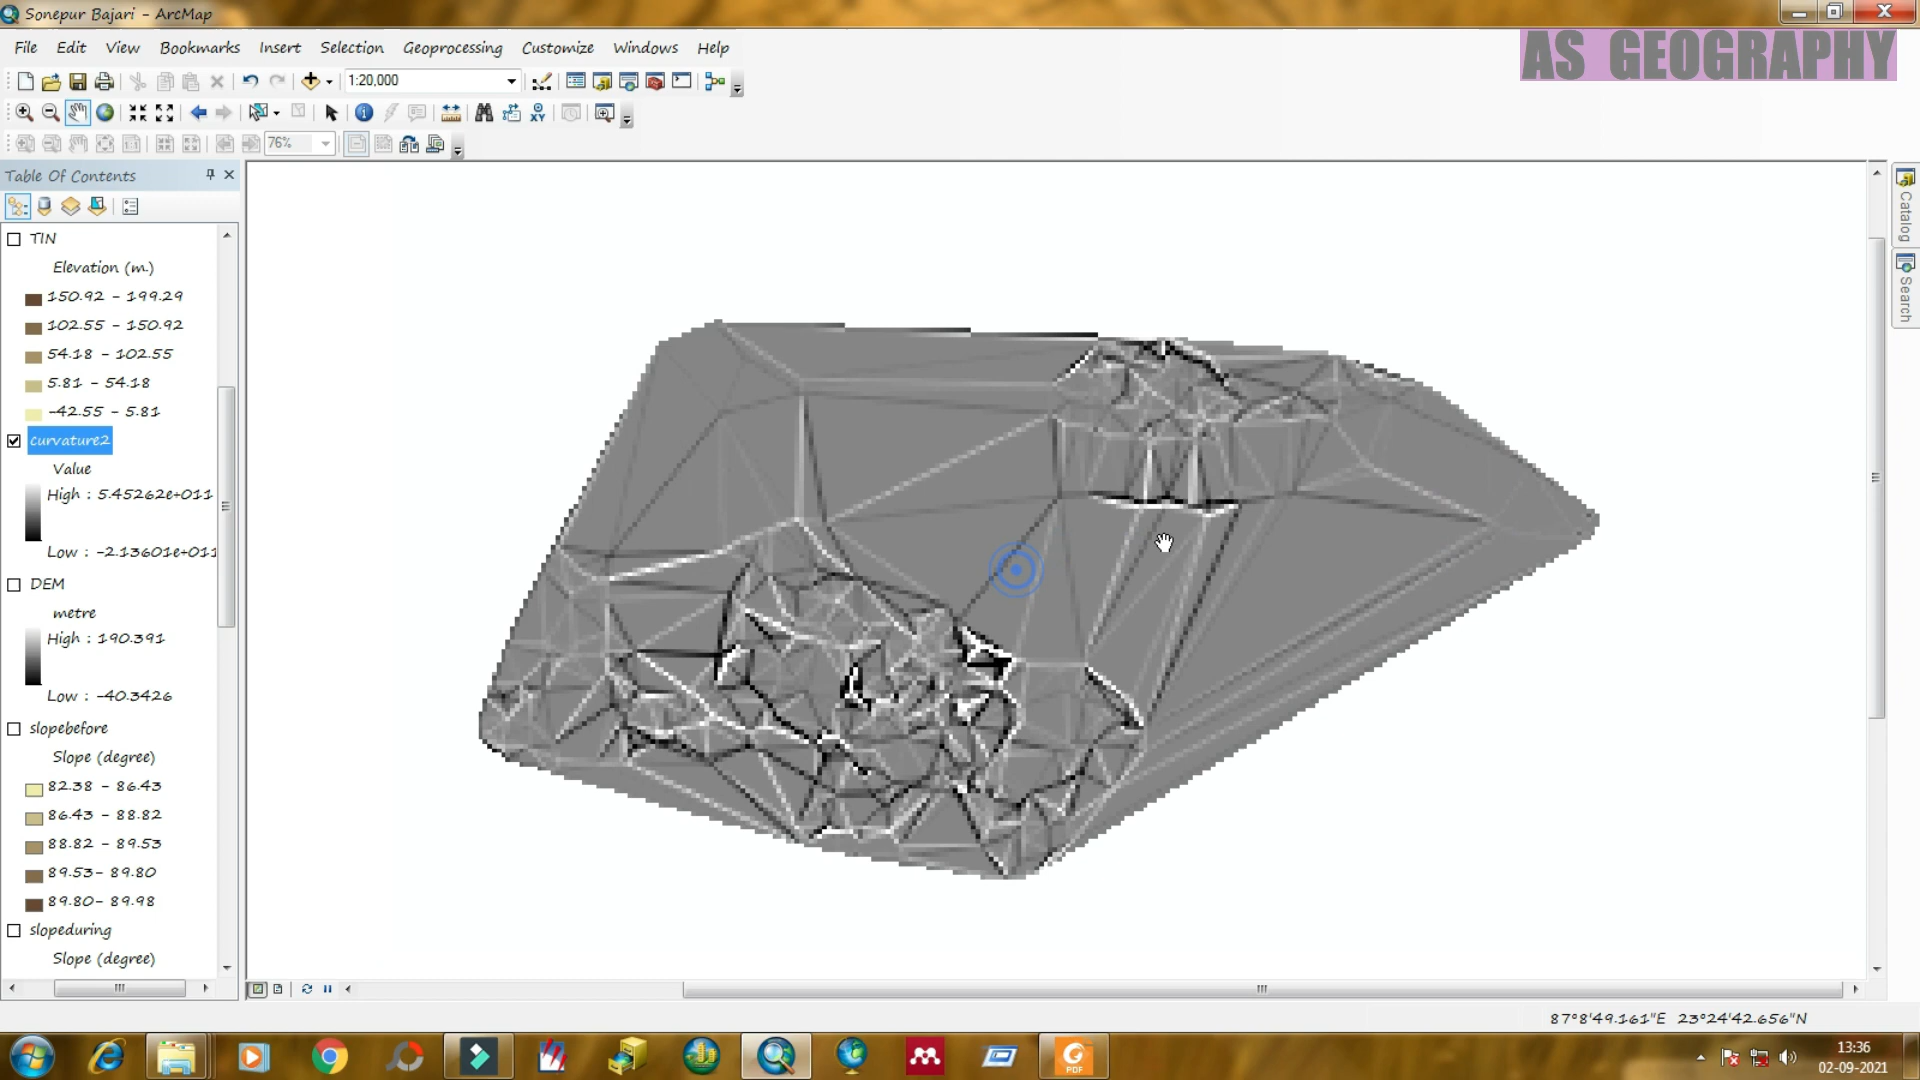 Sonepur Bajari - ArcMap
AS GEOGRAPHY
File Edit View Bookmarks Insert Selection Geoprocessing Customize Windows Help
1:20,000
XY
76%
Table Of Contents
TIN
Elevation (m)
150.92 - 199.29
102.55 - 150.92
54.18 - 102.55
5.81 - 54.18
-42.55 - 5.81
curvature2
Value
High : 5.45262e+011
Low : -2.13601e+011
DEM
metre
High : 190.391
Low : -40.3426
slopebefore
Slope (degree)
82.38 - 86.43
86.43 - 88.82
88.82 - 89.53
89.53- 89.80
89.80- 89.98
slopeduring
Slope (degree)
Catalog
Search
87°8'49.161"E 23°24'42.656"N
PDF
13:36
02-09-2021